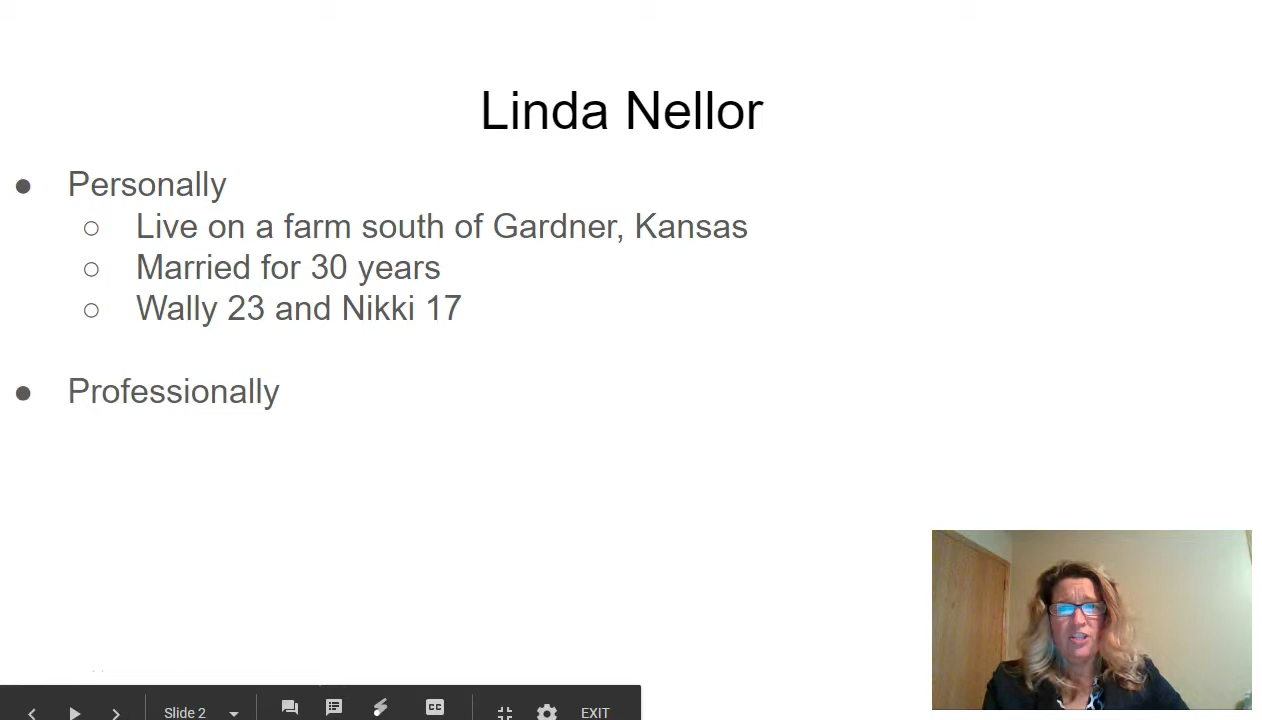 Linda Nellor
● Personally
○ Live on a farm south of Gardner, Kansas
○ Married for 30 years
○ Wally 23 and Nikki 17
● Professionally
Slide 2
CC
EXIT